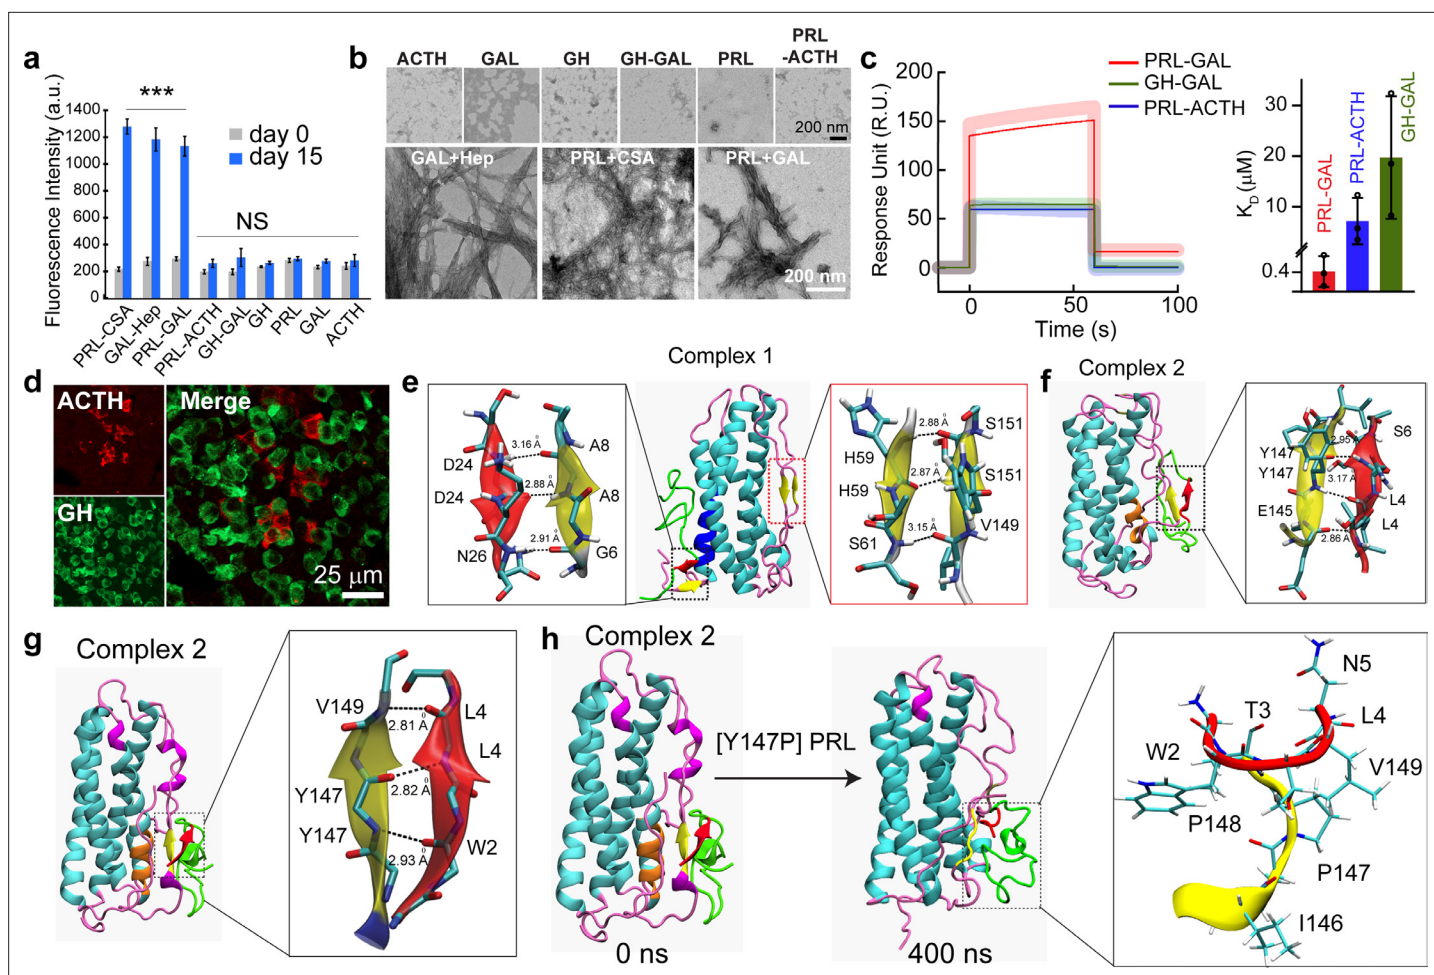 a
Fluorescence Intensity (a.u.)
1400
1200
1000
800
600
400
200
0
***
day 0
day 15
NS
PRL-CSA
GAL-Hep
PRL-GAL
PRL-ACTH
GH-GAL
GH
PRL
GAL
ACTH
b
ACTH
GAL
GH
GH-GAL
PRL
PRL
-ACTH
200 nm
GAL+Hep
PRL+CSA
PRL+GAL
200 nm
c
Response Unit (R.U.)
200
150
100
50
0
0
50
100
Time (s)
PRL-GAL
GH-GAL
PRL-ACTH
K_D (μM)
30
20
10
0.4
PRL-GAL
PRL-ACTH
GH-GAL
d
ACTH
GH
Merge
25 μm
e
Complex 1
D24
D24
N26
3.16 Å
2.88 Å
2.91 Å
A8
A8
G6
H59
H59
S61
2.88 Å
2.87 Å
3.15 Å
S151
S151
V149
f
Complex 2
Y147
Y147
E145
2.95 Å
3.17 Å
2.86 Å
S6
L4
L4
g
Complex 2
V149
Y147
Y147
2.81 Å
2.82 Å
2.93 Å
L4
L4
W2
h
Complex 2
0 ns
[Y147P] PRL
400 ns
N5
T3
L4
W2
V149
P148
P147
I146